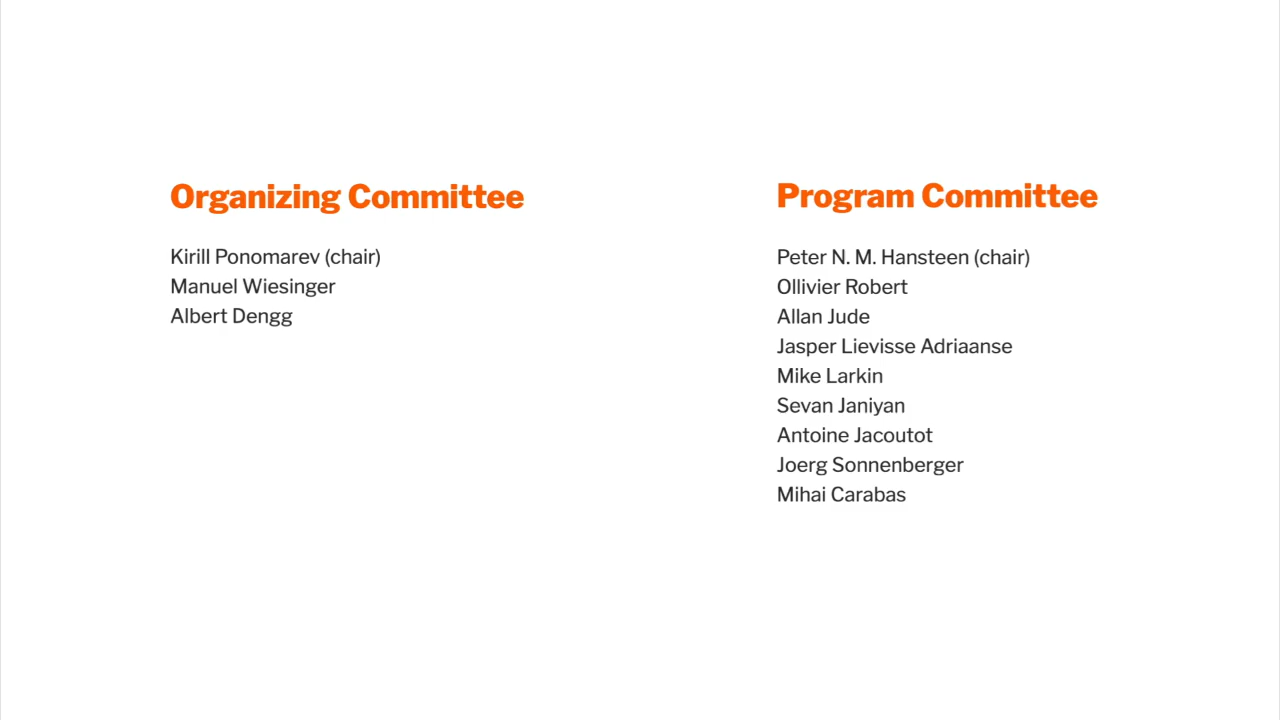 Organizing Committee
Kirill Ponomarev (chair)
Manuel Wiesinger
Albert Dengg
Program Committee
Peter N. M. Hansteen (chair)
Ollivier Robert
Allan Jude
Jasper Lievisse Adriaanse
Mike Larkin
Sevan Janiyan
Antoine Jacoutot
Joerg Sonnenberger
Mihai Carabas